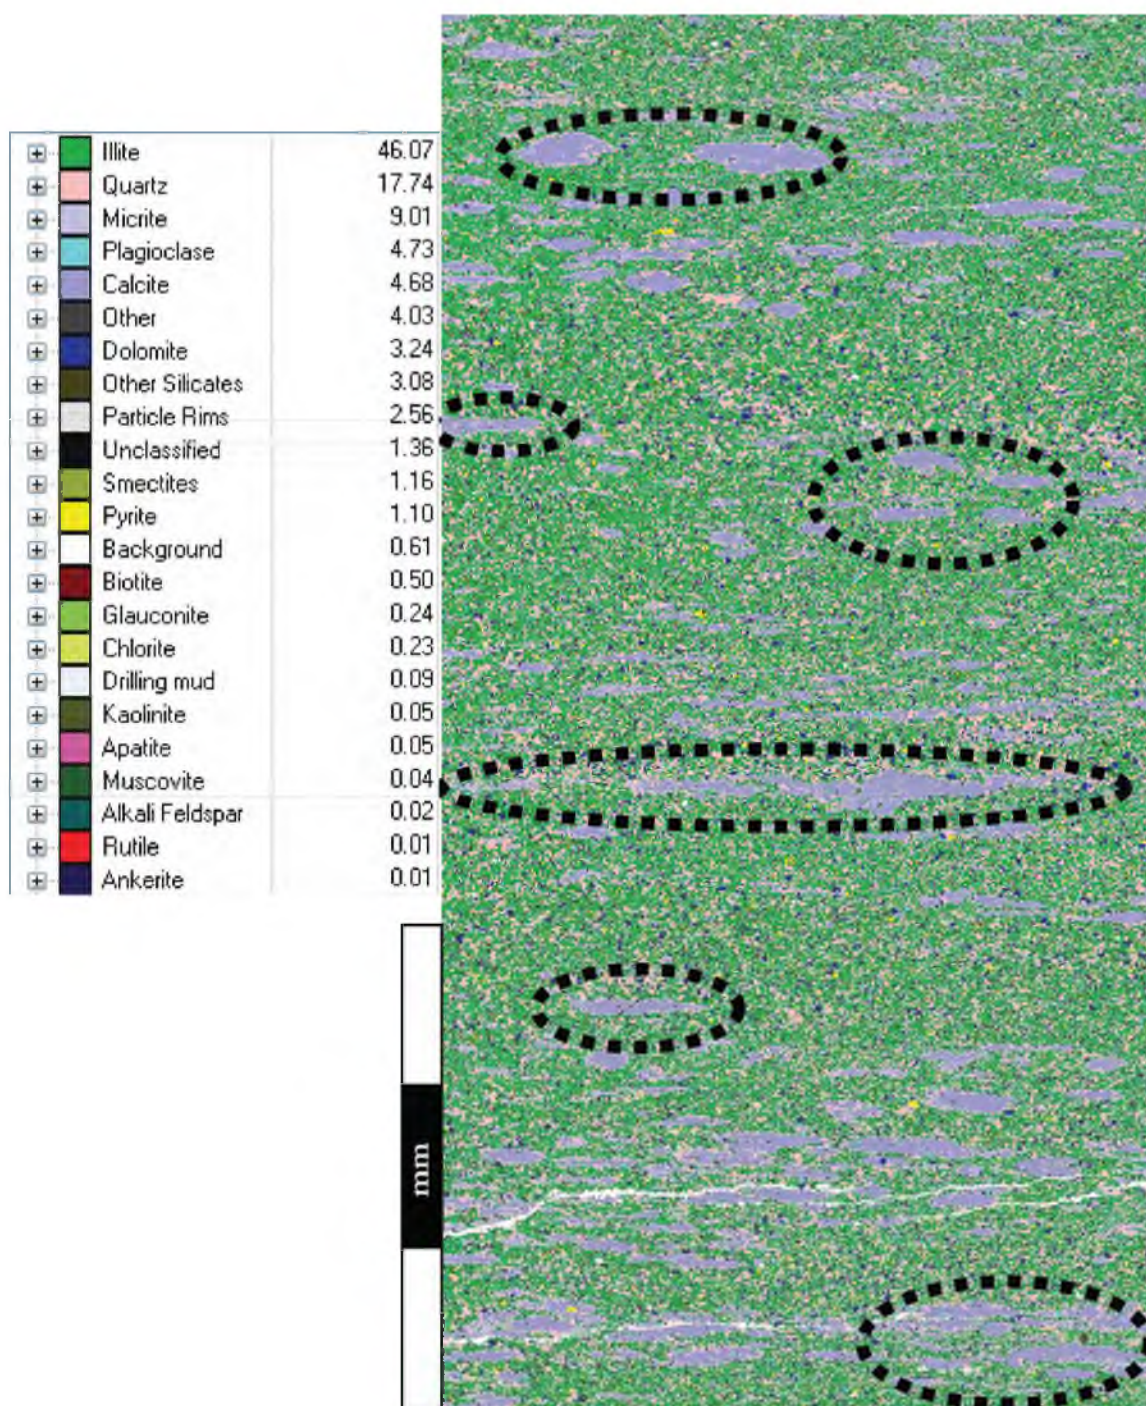 Illite 46.07
Quartz 17.74
Micrite 9.01
Plagioclase 4.73
Calcite 4.68
Other 4.03
Dolomite 3.24
Other Silicates 3.08
Particle Rims 2.56
Unclassified 1.36
Smectites 1.16
Pyrite 1.10
Background 0.61
Biotite 0.50
Glauconite 0.24
Chlorite 0.23
Drilling mud 0.09
Kaolinite 0.05
Apatite 0.05
Muscovite 0.04
Alkali Feldspar 0.02
Rutile 0.01
Ankerite 0.01
mm